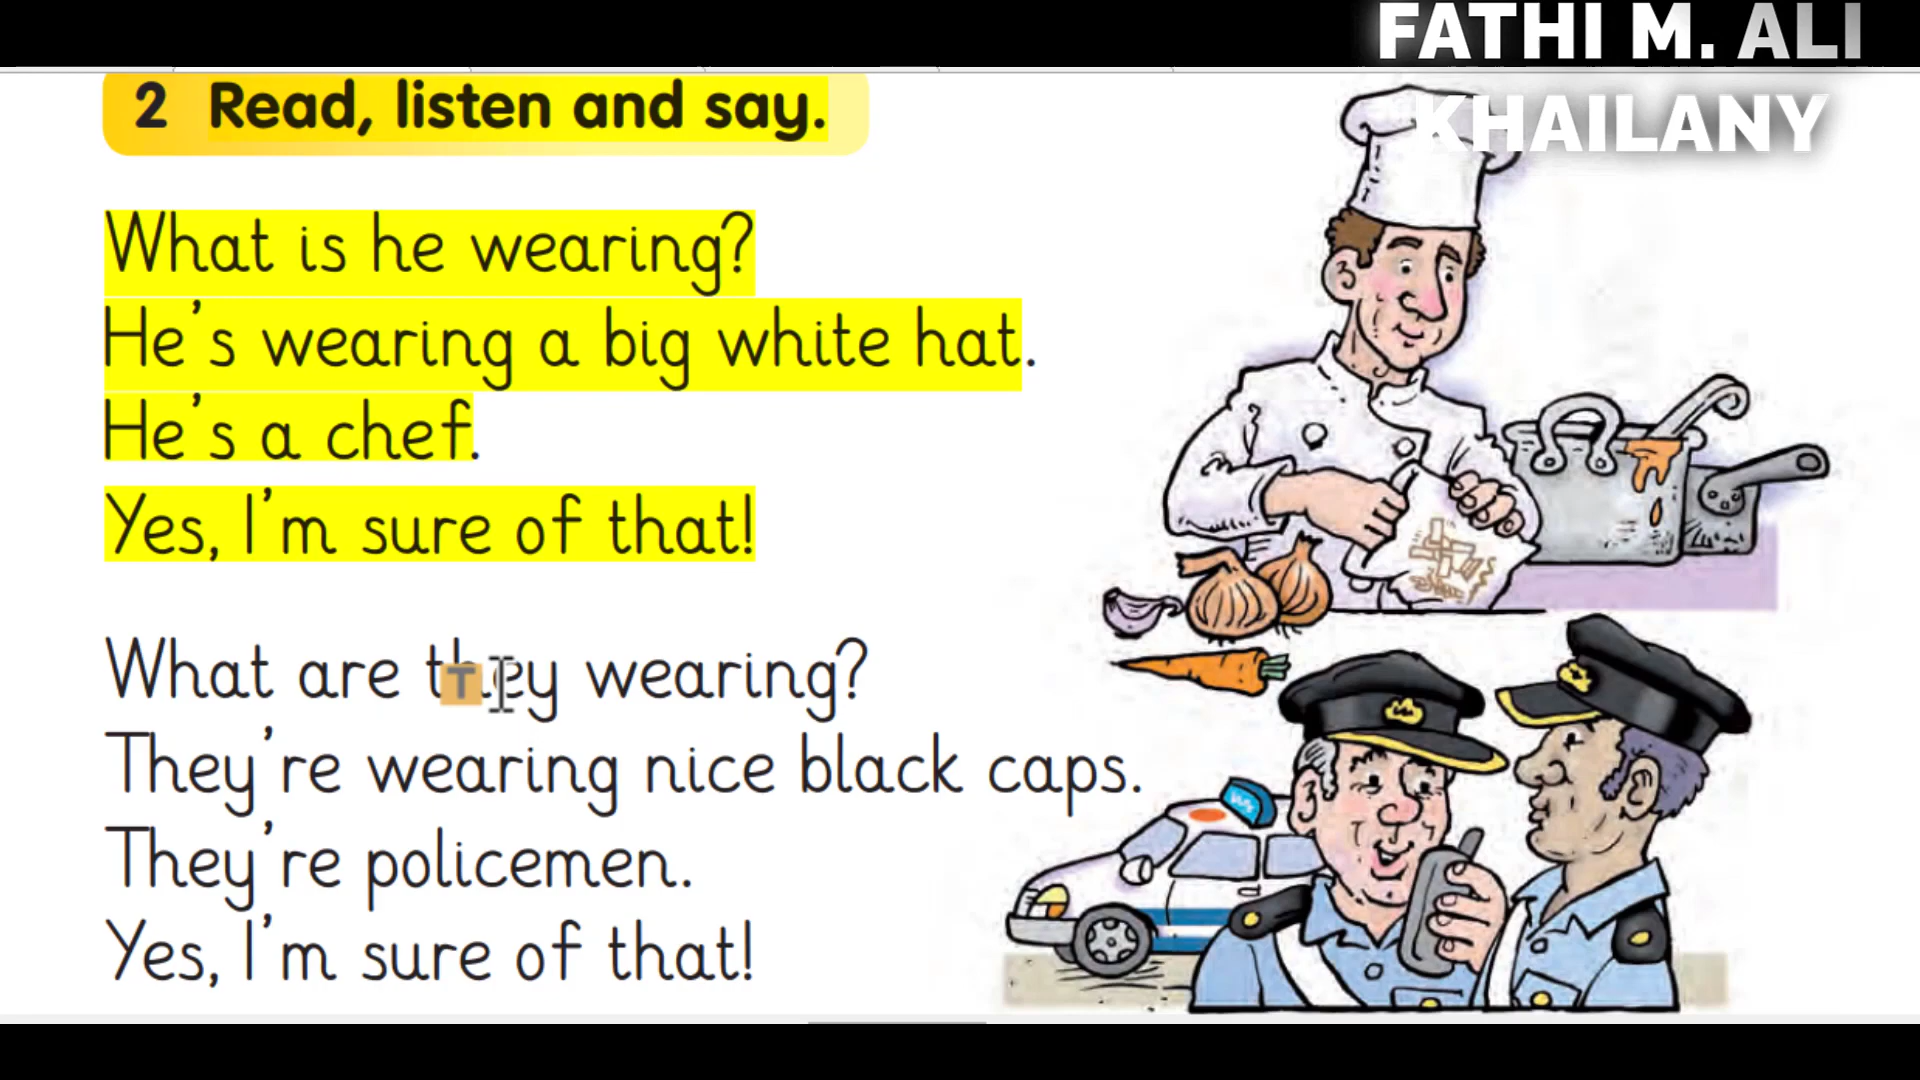 FATHI M. ALI
KHAILANY
2 Read, listen and say.
What is he wearing?
He's wearing a big white hat.
He's a chef.
Yes, I'm sure of that!
What are they wearing?
They're wearing nice black caps.
They're policemen.
Yes, I'm sure of that!